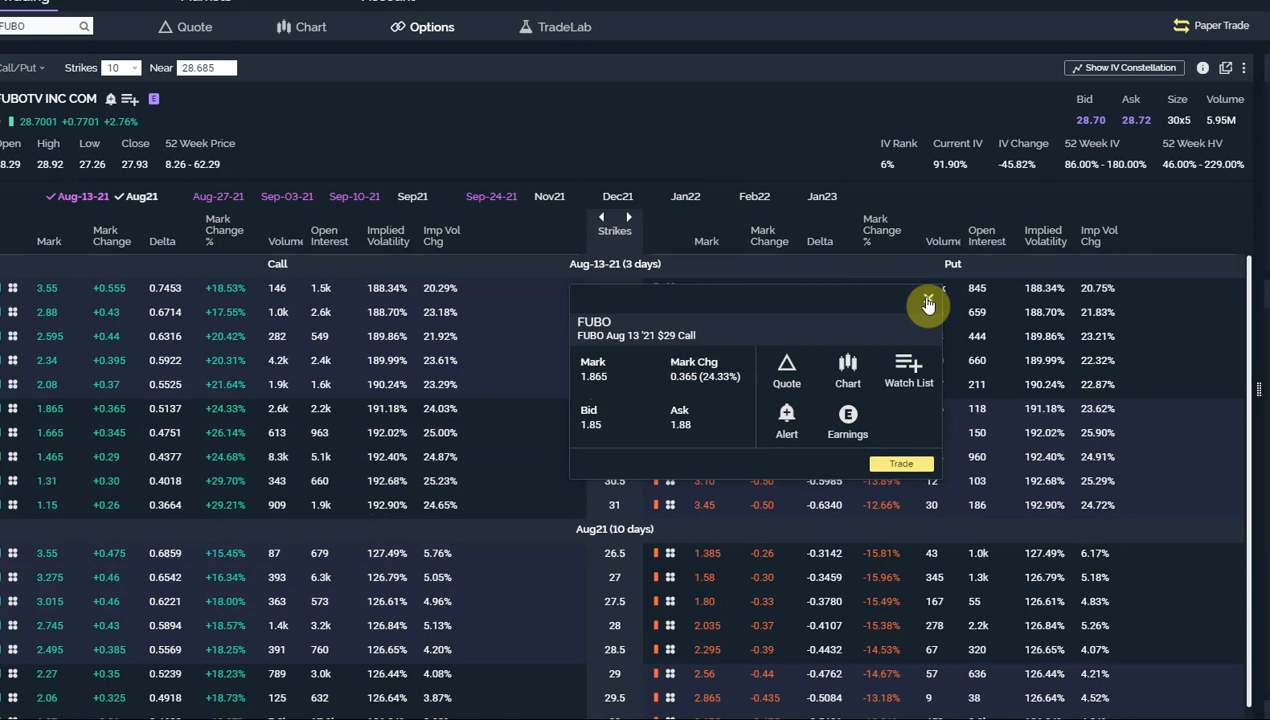 FUBO Quote Chart Options TradeLab Paper Trade
Call/Put Strikes 10 Near 28.685 Show IV Constellation
FUBOTV INC COM E Bid Ask Size Volume
28.7001 +0.7701 +2.76% 28.70 28.72 30x5 5.95M
Open High Low Close 52 Week Price IV Rank Current IV IV Change 52 Week IV 52 Week HV
8.29 28.92 27.26 27.93 8.26 - 62.29 6% 91.90% -45.82% 86.00% - 180.00% 46.00% - 229.00%
Aug-13-21 Aug21 Aug-27-21 Sep-03-21 Sep-10-21 Sep21 Sep-24-21 Nov21 Dec21 Jan22 Feb22 Jan23
Mark Mark Change Delta Mark Change % Volume Open Interest Implied Volatility Imp Vol Chg Strikes Mark Mark Change Delta Mark Change % Volume Open Interest Implied Volatility Imp Vol Chg
Call Aug-13-21 (3 days) Put
3.55 +0.555 0.7453 +18.53% 146 1.5k 188.34% 20.29% 845 188.34% 20.75%
2.88 +0.43 0.6714 +17.55% 1.0k 2.6k 188.70% 23.18% 659 188.70% 21.83%
2.595 +0.44 0.6336 +20.42% 282 549 189.86% 21.92% 444 189.86% 23.21%
2.34 +0.395 0.5922 +20.31% 412 2.4k 189.99% 23.61% 660 189.99% 22.32%
2.08 +0.37 0.5525 +21.64% 1.9k 1.6k 190.24% 23.29% 211 190.24% 22.87%
1.865 +0.365 0.5137 +24.33% 2.6k 2.2k 191.18% 24.03% 118 191.18% 23.62%
1.665 +0.345 0.4751 +26.14% 613 963 192.02% 25.00% 150 192.02% 25.90%
1.465 +0.29 0.4377 +24.68% 8.3k 5.1k 192.40% 24.87% 960 192.40% 24.91%
1.31 +0.30 0.4018 +29.70% 343 660 192.68% 25.23% 30.5 3.10 -0.50 -0.5985 -13.89% 12 103 192.68% 25.29%
1.15 +0.26 0.3664 +29.21% 909 1.9k 192.36% 24.65% 31 3.45 -0.50 -0.6340 -12.66% 30 186 192.36% 24.72%
FUBO
FUBO Aug 13 '21 $29 Call
Mark Mark Chg
1.865 0.365 (24.33%)
Bid Ask
1.85 1.88
Quote Chart Watch List
Alert E Earnings
Trade
Aug21 (10 days)
3.55 +0.475 0.6859 +15.45% 87 679 127.49% 5.76% 26.5 1.385 -0.26 -0.3142 -15.81% 43 1.0k 127.49% 6.17%
3.275 +0.46 0.6542 +16.34% 393 6.3k 126.79% 5.05% 27 1.58 -0.30 -0.3459 -15.96% 345 1.3k 126.79% 5.18%
3.015 +0.46 0.6221 +18.00% 363 573 126.61% 4.96% 27.5 1.80 -0.33 -0.3780 -15.49% 167 55 126.61% 4.83%
2.745 +0.43 0.5894 +18.57% 1.4k 3.2k 126.84% 5.13% 28 2.035 -0.37 -0.4107 -15.38% 278 2.2k 126.84% 5.26%
2.495 +0.385 0.5569 +18.25% 391 760 126.65% 4.20% 28.5 2.295 -0.39 -0.4432 -14.53% 67 320 126.65% 4.07%
2.27 +0.35 0.5239 +18.23% 789 3.0k 126.64% 4.08% 29 2.56 -0.44 -0.4762 -14.67% 57 636 126.64% 4.21%
2.06 +0.325 0.4918 +18.73% 125 632 126.64% 3.87% 29.5 2.865 -0.435 -0.5084 -13.18% 9 38 126.64% 4.52%